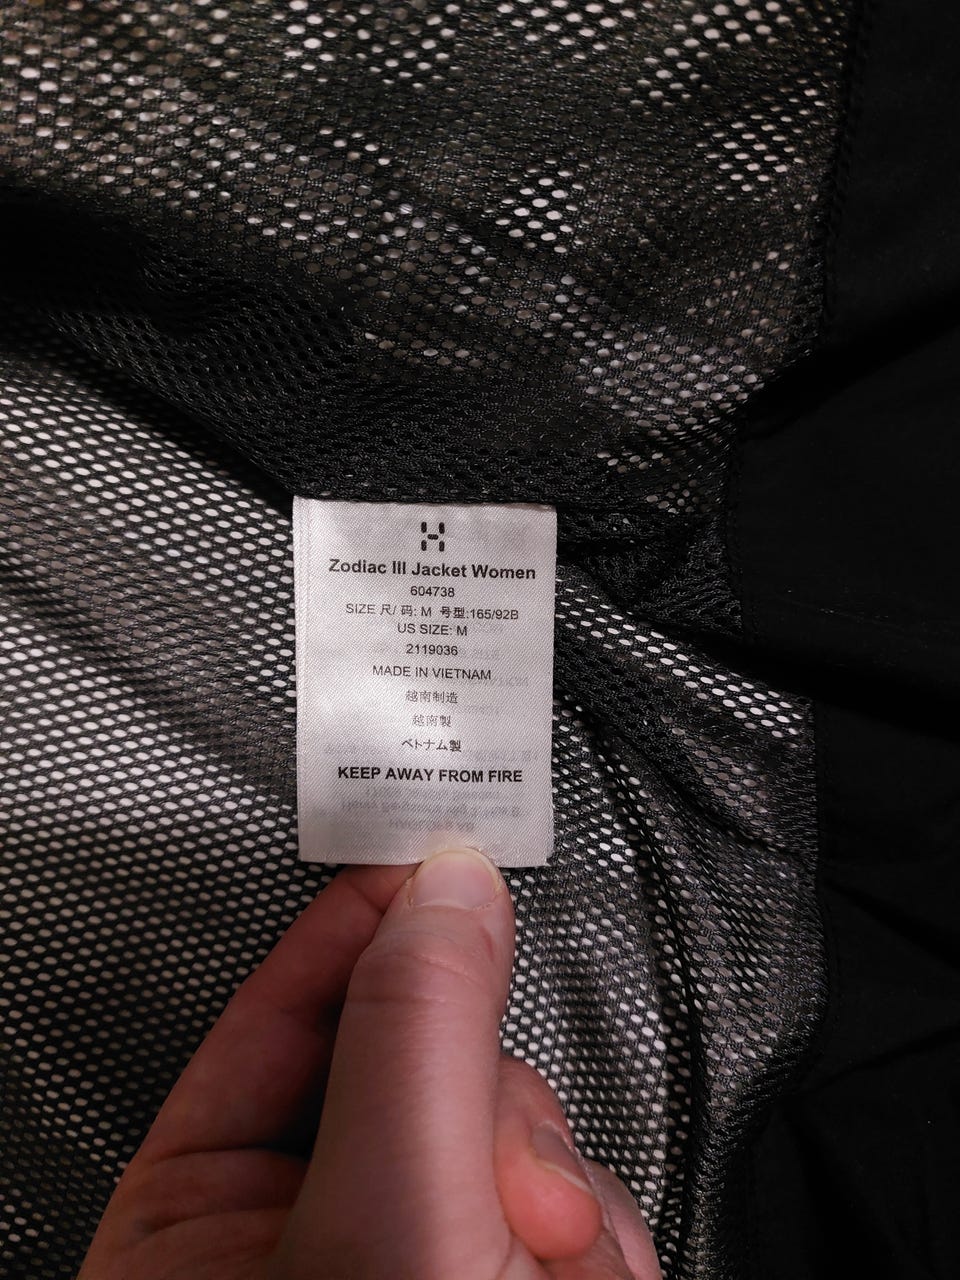 Zodiac III Jacket Women
604738
SIZE 尺/ 码: M 号型:165/92B
US SIZE: M
2119036
MADE IN VIETNAM
越南制造
越南製
ベトナム製
KEEP AWAY FROM FIRE